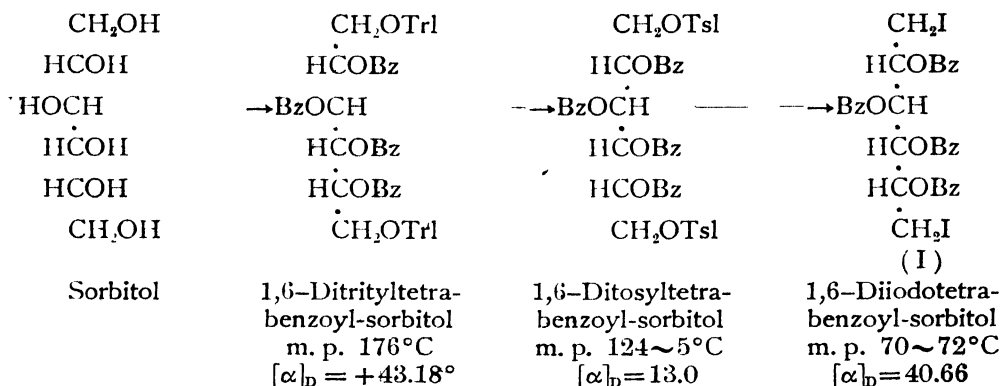 CH₂OH CH₂OTrl CH₂OTsl CH₂I
HCOH HCOBz HCOBz HCOBz
HOCH →BzOCH →BzOCH →BzOCH
HCOH HCOBz HCOBz HCOBz
HCOH HCOBz HCOBz HCOBz
CH₂OH CH₂OTrl CH₂OTsl CH₂I
(I)
Sorbitol 1,6-Ditrityltetra- 1,6-Ditosyltetra- 1,6-Diiodotetra-
benzoyl-sorbitol benzoyl-sorbitol benzoyl-sorbitol
m. p. 176°C m. p. 124~5°C m. p. 70~72°C
[α]D = +43.18° [α]D=13.0 [α]D=40.66